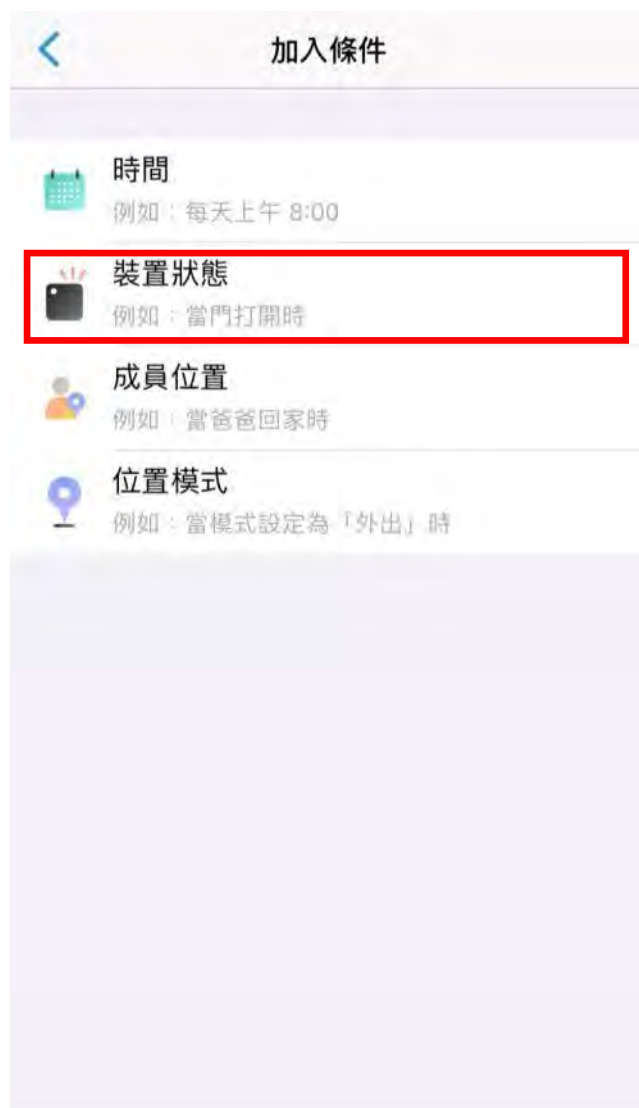 加入條件
時間
例如：每天上午 8:00
裝置狀態
例如：當門打開時
成員位置
例如：當爸爸回家時
位置模式
例如：當模式設定為「外出」時